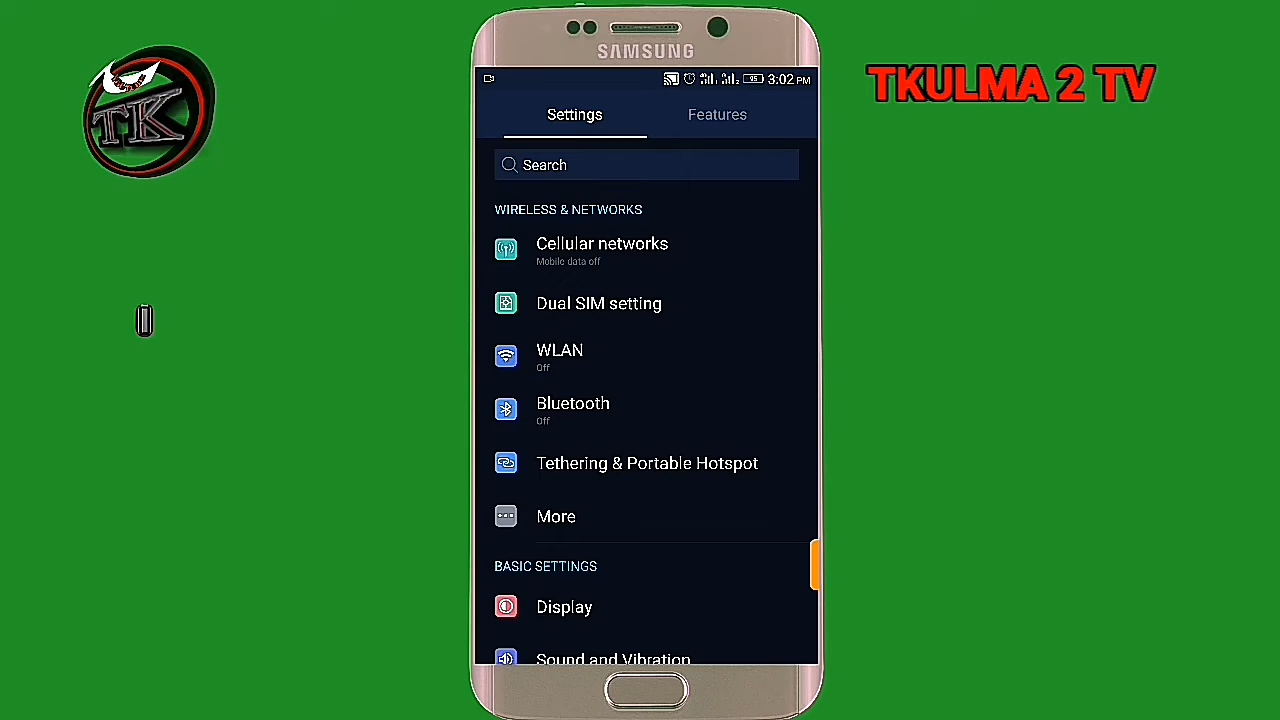 TK
TKULMA 2 TV
SAMSUNG
95 3:02 PM
Settings Features
Search
WIRELESS & NETWORKS
Cellular networks
Mobile data off
Dual SIM setting
WLAN
Off
Bluetooth
Off
Tethering & Portable Hotspot
More
BASIC SETTINGS
Display
Sound and Vibration